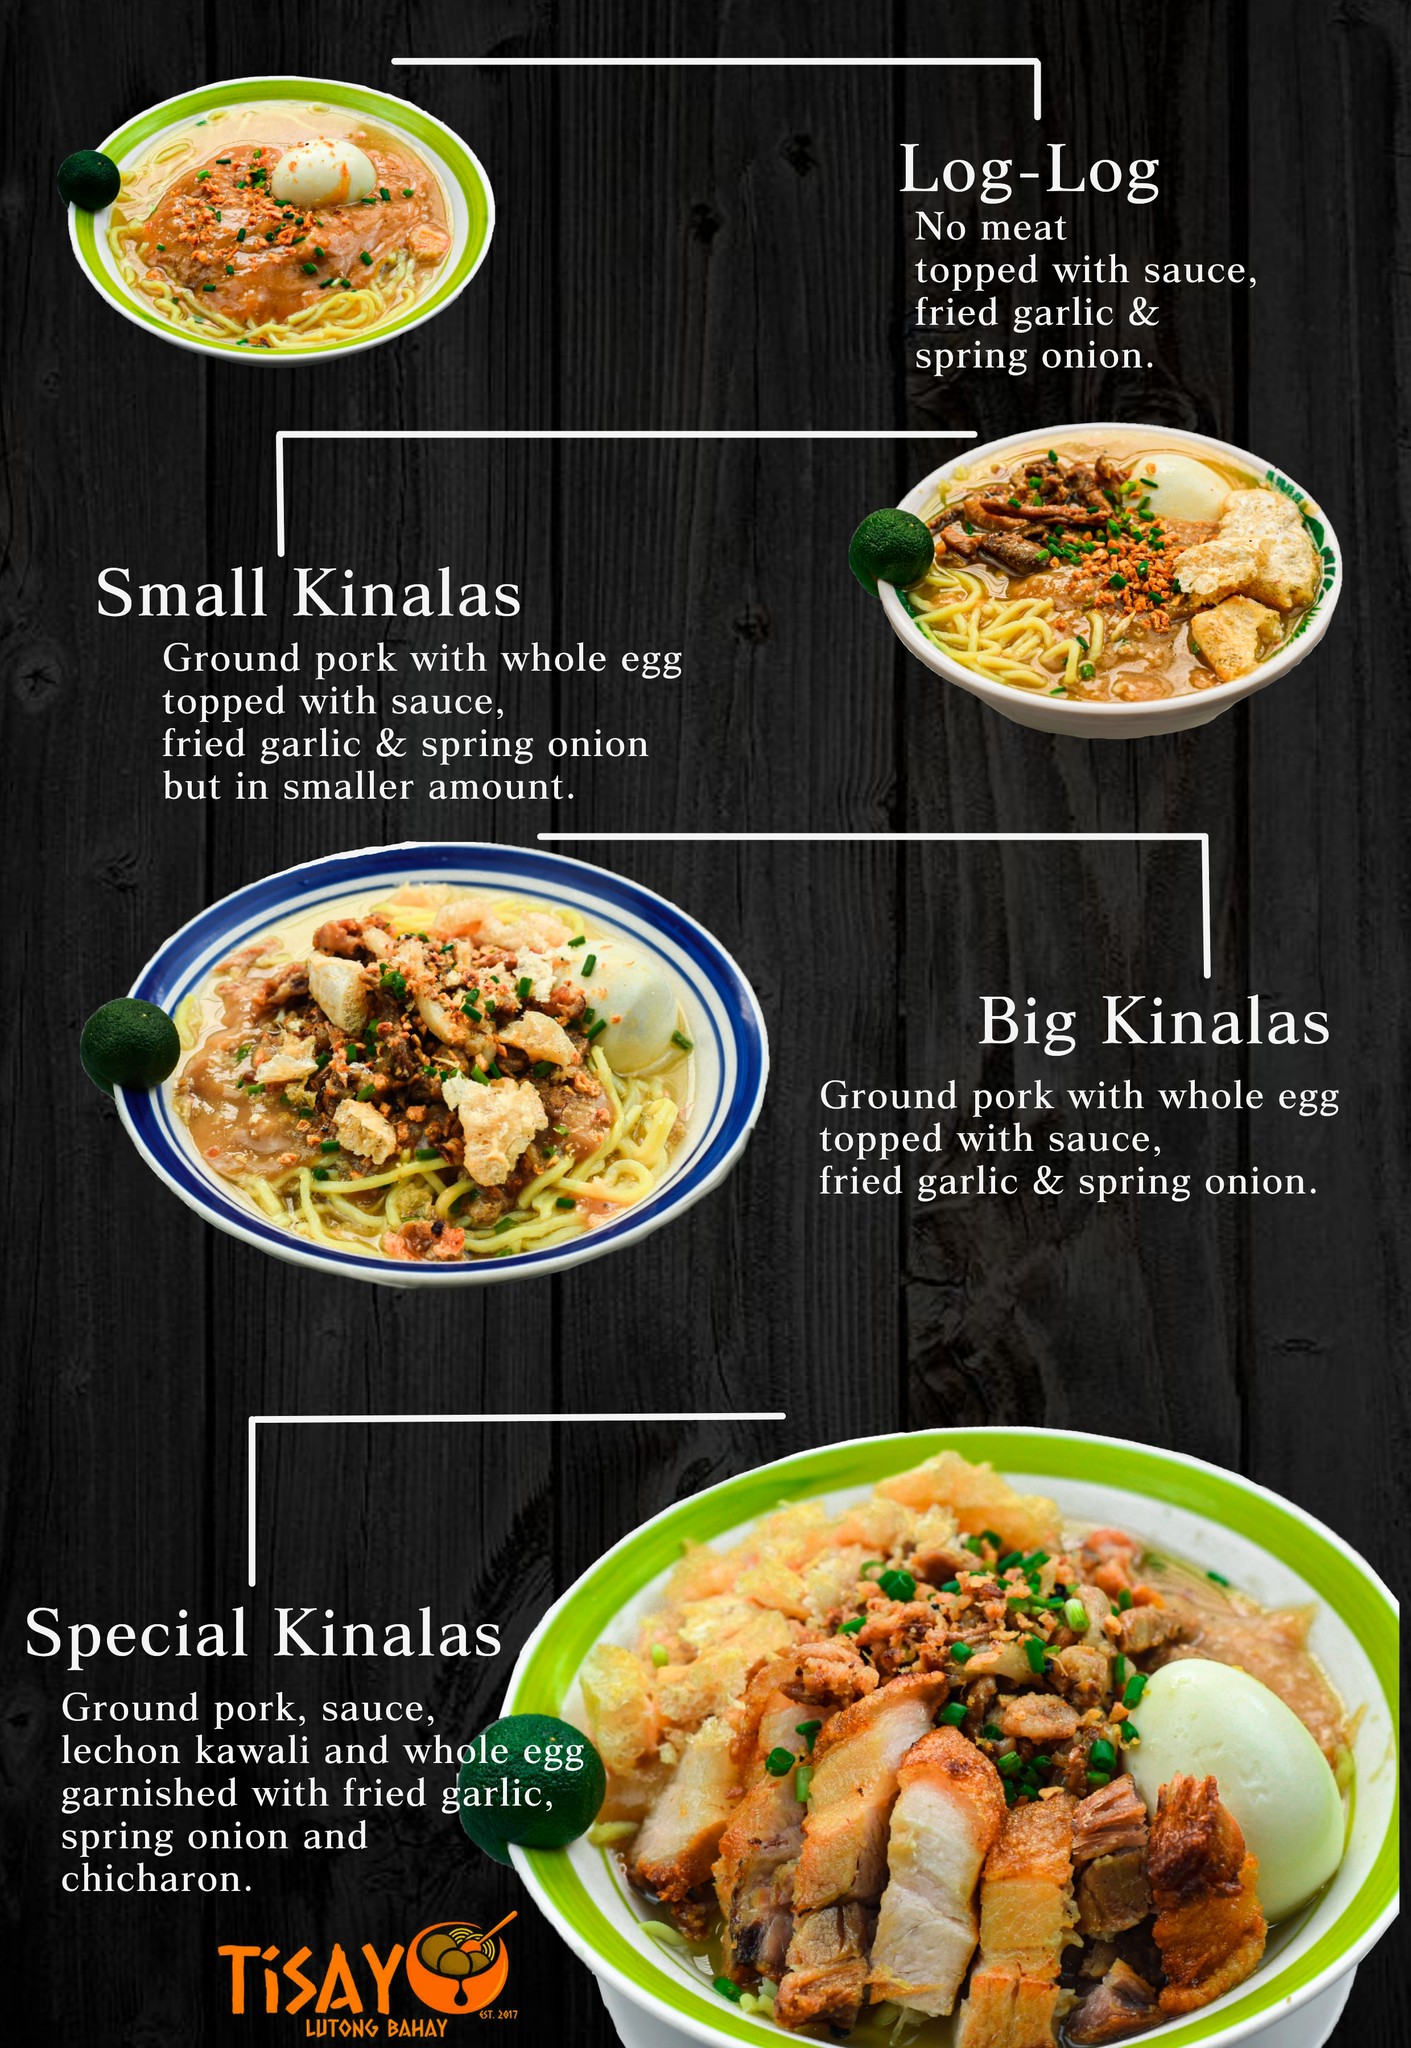 Log-Log
No meat
topped with sauce,
fried garlic &
spring onion.
Small Kinalas
Ground pork with whole egg
topped with sauce,
fried garlic & spring onion
but in smaller amount.
Big Kinalas
Ground pork with whole egg
topped with sauce,
fried garlic & spring onion.
Special Kinalas
Ground pork, sauce,
lechon kawali and whole egg
garnished with fried garlic,
spring onion and
chicharon.
TiSAYO
EST. 2017
LUTONG BAHAY